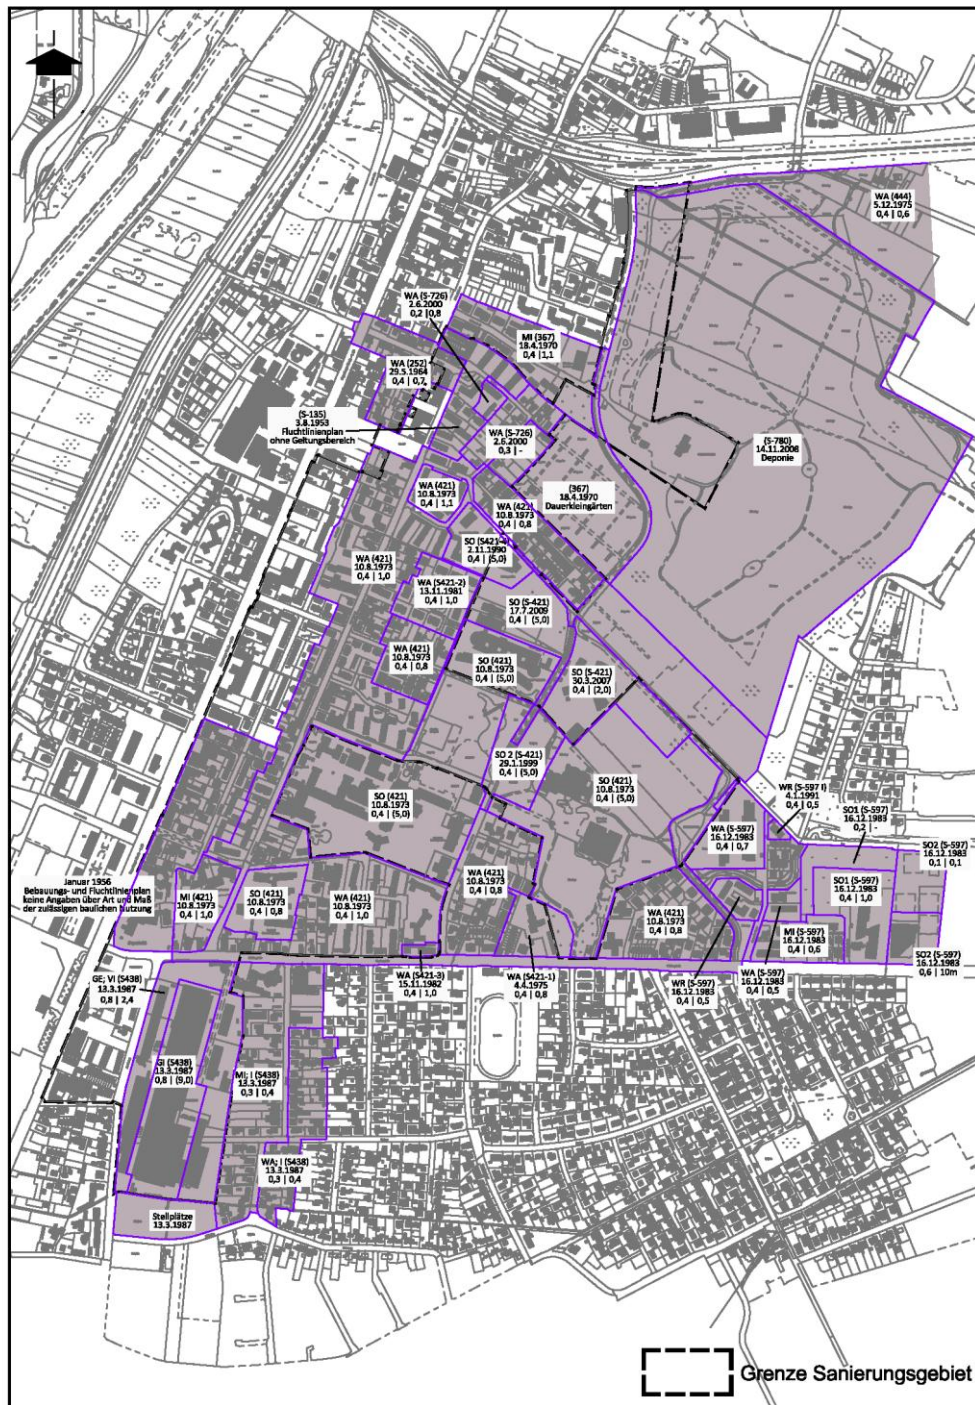 WA (444)
5.12.1975
0,4 | 0,6
WA (S-726)
2.6.2000
0,2 | 0,8
MI (367)
18.4.1970
0,4 | 1,1
WA (252)
29.5.1964
0,4 | 0,7
(S-135)
3.8.1953
Fluchtlinienplan
ohne Geltungsbereich
WA (S-726)
2.6.2000
0,3 | -
(S-780)
14.11.2008
Deponie
(367)
18.4.1970
Dauerkleingärten
WA (421)
10.8.1973
0,4 | 1,1
WA (421)
10.8.1973
0,4 | 0,8
SO (S421-4)
2.11.1990
0,4 | (5,0)
WA (421)
10.8.1973
0,4 | 1,0
WA (S421-2)
13.11.1981
0,4 | 1,0
SO (S-421)
17.7.2009
0,4 | (5,0)
WA (421)
10.8.1973
0,4 | 0,8
SO (421)
10.8.1973
0,4 | (5,0)
SO (S-421)
30.3.2007
0,4 | (2,0)
SO 2 (S-421)
29.1.1999
0,4 | (5,0)
SO (421)
10.8.1973
0,4 | (5,0)
SO (421)
10.8.1973
0,4 | (5,0)
WR (S-597 I)
4.1.1991
0,4 | 0,5
SO1 (S-597)
16.12.1983
0,2 | -
WA (S-597)
16.12.1983
0,4 | 0,7
SO2 (S-597)
16.12.1983
0,1 | 0,1
Januar 1956
Bebauungs- und Fluchtlinienplan
keine Angaben über Art und Maß
der zulässigen baulichen Nutzung
MI (421)
10.8.1973
0,4 | 1,0
SO (421)
10.8.1973
0,4 | 0,8
WA (421)
10.8.1973
0,4 | 1,0
WA (421)
10.8.1973
0,4 | 0,8
WA (421)
10.8.1973
0,4 | 0,8
SO1 (S-597)
16.12.1983
0,4 | 1,0
MI (S-597)
16.12.1983
0,4 | 0,6
SO2 (S-597)
16.12.1983
0,6 | 10m
GE; VI (S438)
13.3.1987
0,8 | 2,4
WA (S421-3)
15.11.1982
0,4 | 1,0
WA (S421-1)
4.4.1975
0,4 | 0,8
WR (S-597)
16.12.1983
0,4 | 0,5
WA (S-597)
16.12.1983
0,4 | 0,5
GI (S438)
13.3.1987
0,8 | (9,0)
MI; I (S438)
13.3.1987
0,3 | 0,4
WA; I (S438)
13.3.1987
0,3 | 0,4
Stellplätze
13.3.1987
Grenze Sanierungsgebiet